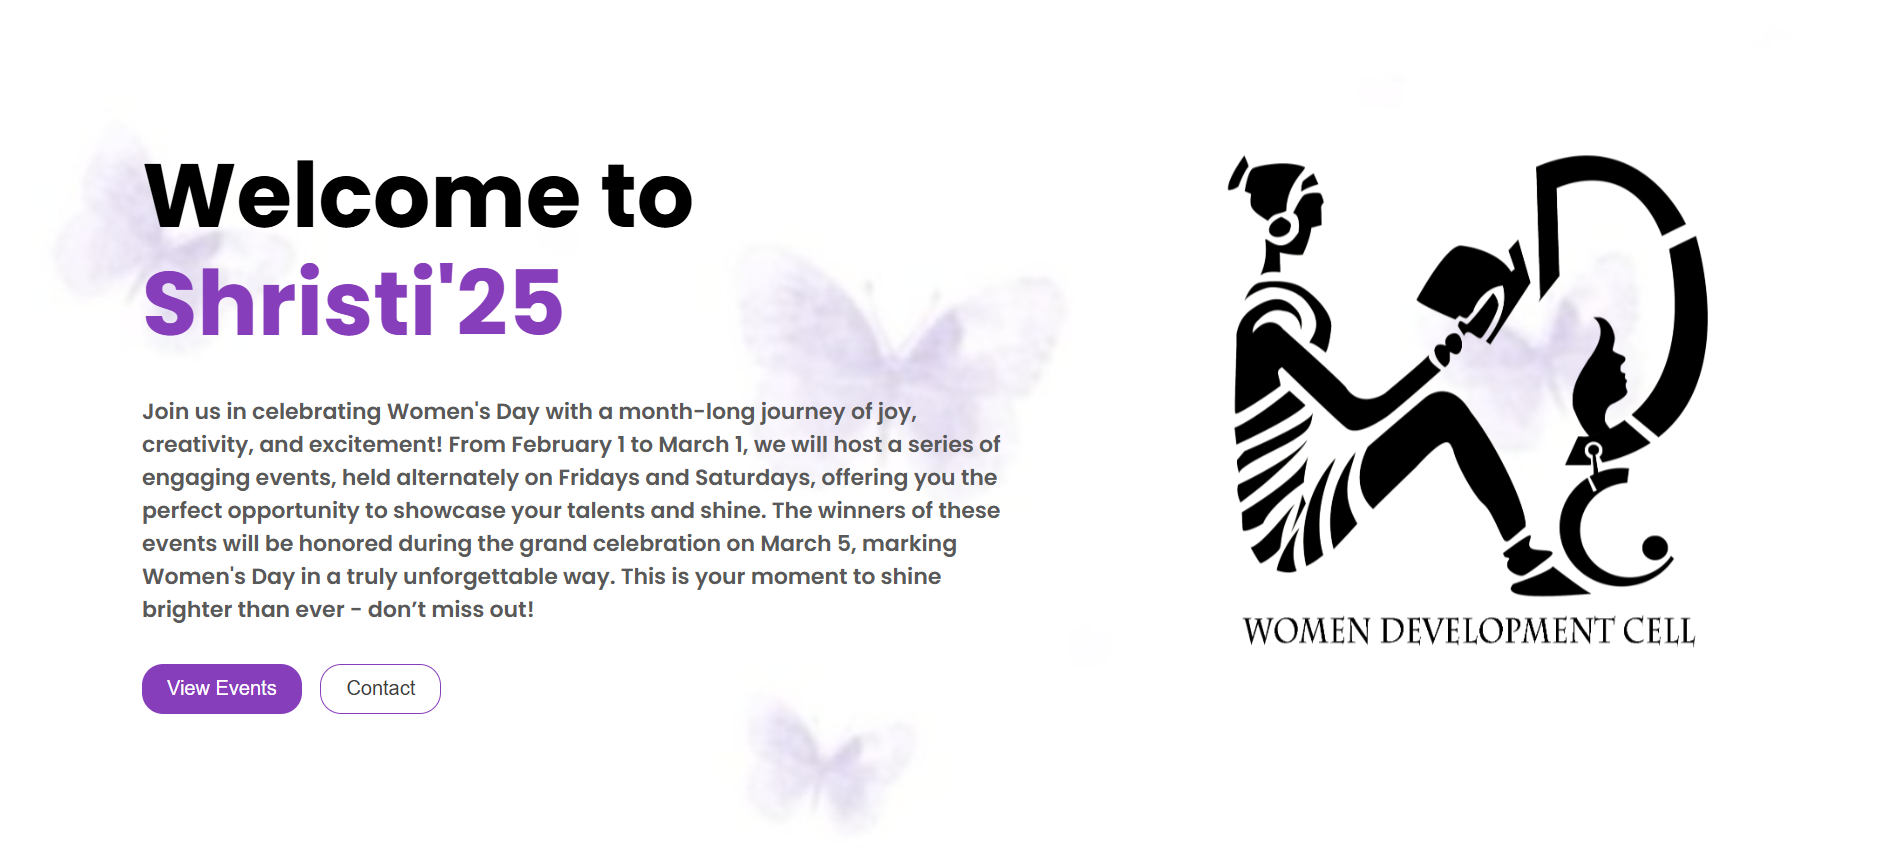 Welcome to
Shristi'25
Join us in celebrating Women's Day with a month-long journey of joy,
creativity, and excitement! From February 1 to March 1, we will host a series of
engaging events, held alternately on Fridays and Saturdays, offering you the
perfect opportunity to showcase your talents and shine. The winners of these
events will be honored during the grand celebration on March 5, marking
Women's Day in a truly unforgettable way. This is your moment to shine
brighter than ever - don’t miss out!
View Events
Contact
WOMEN DEVELOPMENT CELL